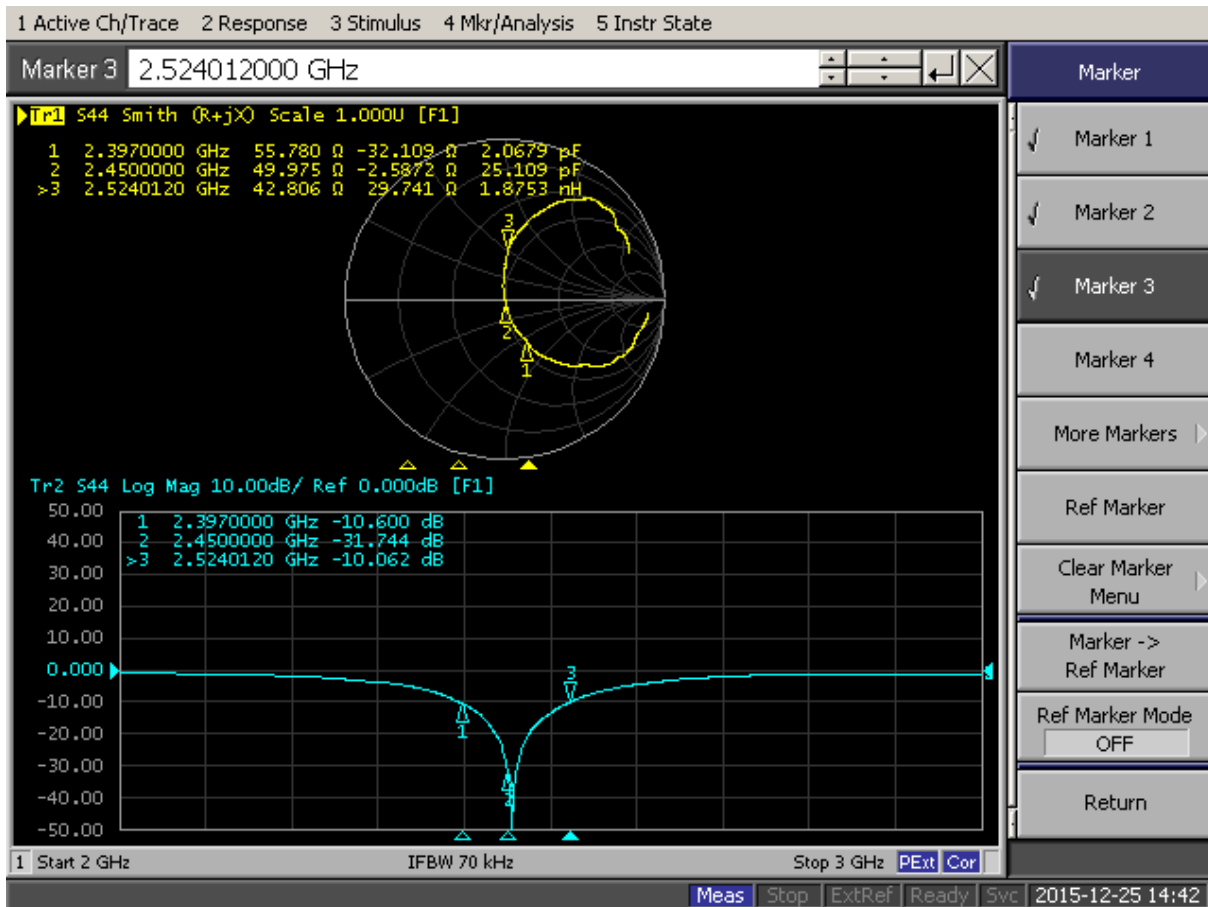 1 Active Ch/Trace 2 Response 3 Stimulus 4 Mkr/Analysis 5 Instr State
Marker 3 2.524012000 GHz
Marker
Tr1 S44 Smith (R+jX) Scale 1.000U [F1]
1 2.3970000 GHz 55.780 Ω -32.109 Ω 2.0679 pF
2 2.4500000 GHz 49.975 Ω -2.5872 Ω 25.109 pF
>3 2.5240120 GHz 42.806 Ω 29.741 Ω 1.8753 nH
3
2
1
Tr2 S44 Log Mag 10.00dB/ Ref 0.000dB [F1]
50.00
1 2.3970000 GHz -10.600 dB
40.00
2 2.4500000 GHz -31.744 dB
>3 2.5240120 GHz -10.062 dB
30.00
20.00
10.00
0.000
3
-10.00
1
-20.00
-30.00
2
-40.00
-50.00
Marker 1
Marker 2
Marker 3
Marker 4
More Markers
Ref Marker
Clear Marker
Menu
Marker ->
Ref Marker
Ref Marker Mode
OFF
Return
1 Start 2 GHz IFBW 70 kHz Stop 3 GHz PExt Cor
Meas Stop ExtRef Ready Svc 2015-12-25 14:42